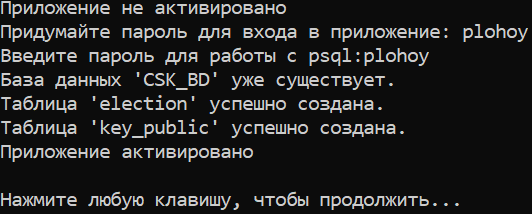 Приложение не активировано
Придумайте пароль для входа в приложение: plohoy
Введите пароль для работы с psql:plohoy
База данных 'CSK_BD' уже существует.
Таблица 'election' успешно создана.
Таблица 'key_public' успешно создана.
Приложение активировано
Нажмите любую клавишу, чтобы продолжить...